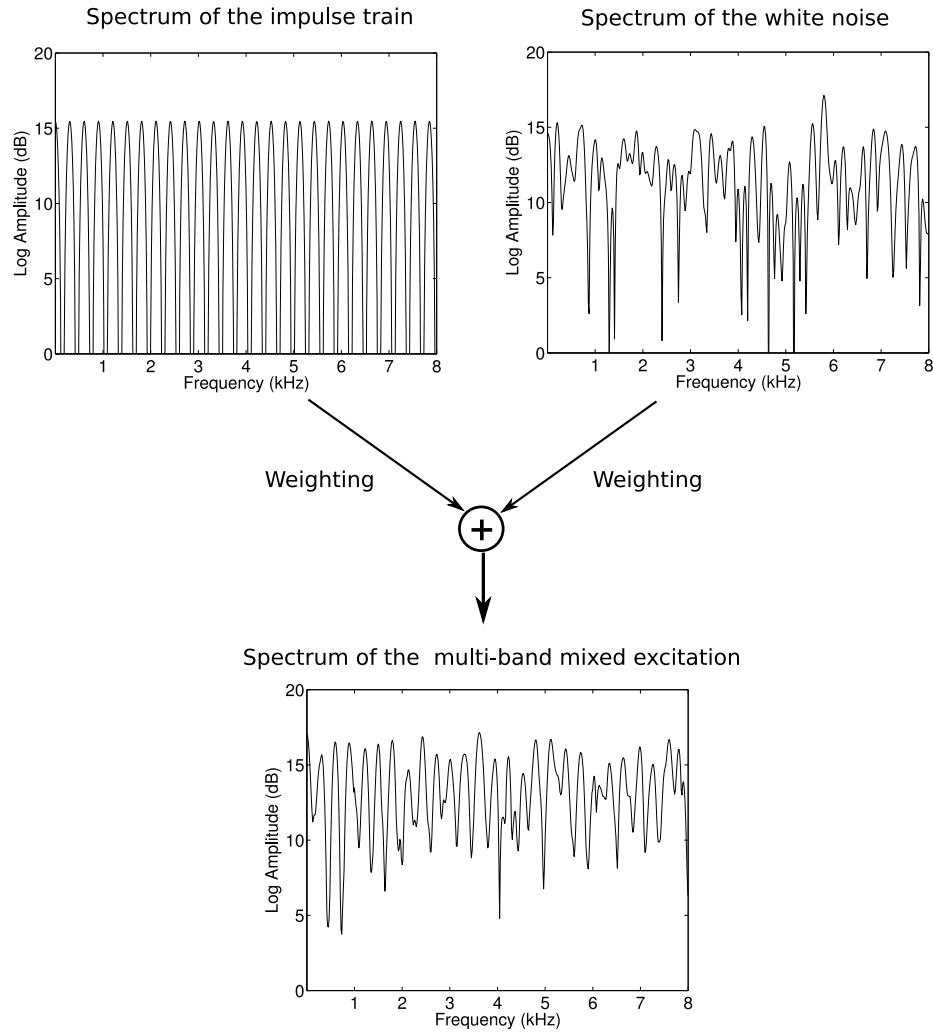 Spectrum of the impulse train
20
15
10
5
0
Log Amplitude (dB)
1 2 3 4 5 6 7 8
Frequency (kHz)
Spectrum of the white noise
20
15
10
5
0
Log Amplitude (dB)
1 2 3 4 5 6 7 8
Frequency (kHz)
Weighting
Weighting
+
Spectrum of the multi-band mixed excitation
20
15
10
5
0
Log Amplitude (dB)
1 2 3 4 5 6 7 8
Frequency (kHz)